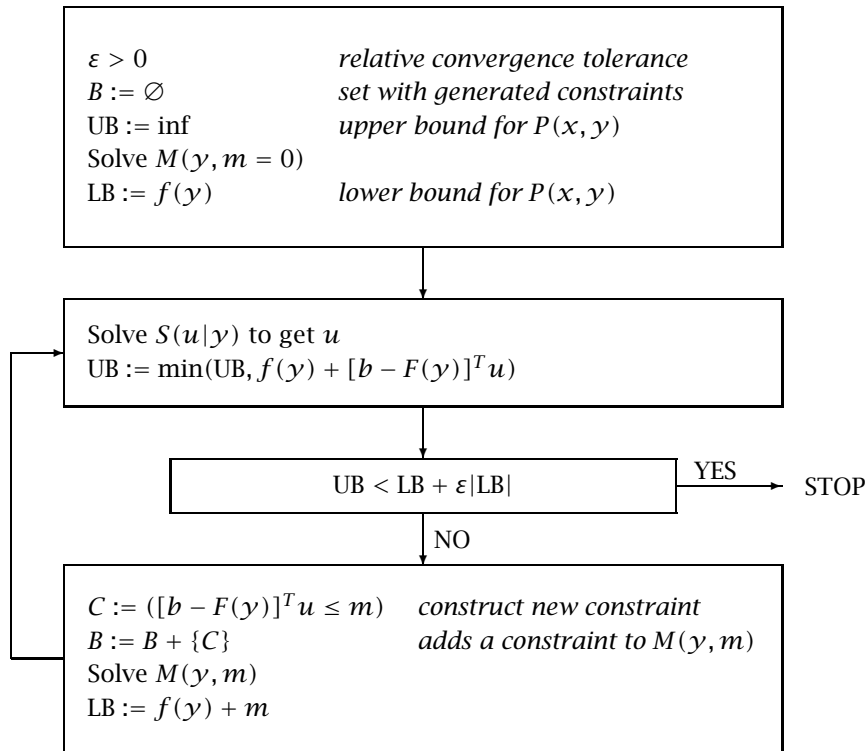 ε > 0 relative convergence tolerance
B := ∅ set with generated constraints
UB := inf upper bound for P(x, y)
Solve M(y, m = 0)
LB := f(y) lower bound for P(x, y)
Solve S(u|y) to get u
UB := min(UB, f(y) + [b − F(y)]ᵀu)
UB < LB + ε|LB|
YES
STOP
NO
C := ([b − F(y)]ᵀu ≤ m) construct new constraint
B := B + {C} adds a constraint to M(y, m)
Solve M(y, m)
LB := f(y) + m